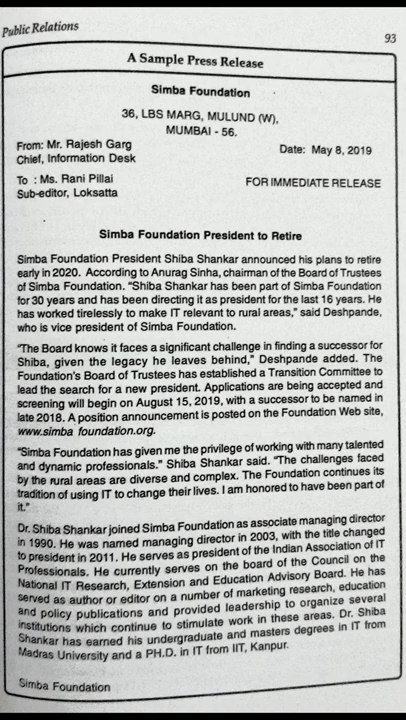 Public Relations
93
A Sample Press Release
Simba Foundation
36, LBS MARG, MULUND (W),
MUMBAI - 56.
From: Mr. Rajesh Garg
Chief, Information Desk
Date: May 8, 2019
To : Ms. Rani Pillai
Sub-editor, Loksatta
FOR IMMEDIATE RELEASE
Simba Foundation President to Retire
Simba Foundation President Shiba Shankar announced his plans to retire
early in 2020. According to Anurag Sinha, chairman of the Board of Trustees
of Simba Foundation. “Shiba Shankar has been part of Simba Foundation
for 30 years and has been directing it as president for the last 16 years. He
has worked tirelessly to make IT relevant to rural areas,” said Deshpande,
who is vice president of Simba Foundation.
“The Board knows it faces a significant challenge in finding a successor for
Shiba, given the legacy he leaves behind,” Deshpande added. The
Foundation's Board of Trustees has established a Transition Committee to
lead the search for a new president. Applications are being accepted and
screening will begin on August 15, 2019, with a successor to be named in
late 2018. A position announcement is posted on the Foundation Web site,
www.simba foundation.org.
“Simba Foundation has given me the privilege of working with many talented
and dynamic professionals.” Shiba Shankar said. “The challenges faced
by the rural areas are diverse and complex. The Foundation continues its
tradition of using IT to change their lives. I am honored to have been part of
it.”
Dr. Shiba Shankar joined Simba Foundation as associate managing director
in 1990. He was named managing director in 2003, with the title changed
to president in 2011. He serves as president of the Indian Association of IT
Professionals. He currently serves on the board of the Council on the
National IT Research, Extension and Education Advisory Board. He has
served as author or editor on a number of marketing research, education
and policy publications and provided leadership to organize several
institutions which continue to stimulate work in these areas. Dr. Shiba
Shankar has earned his undergraduate and masters degrees in IT from
Madras University and a PH.D. in IT from IIT, Kanpur.
Simba Foundation